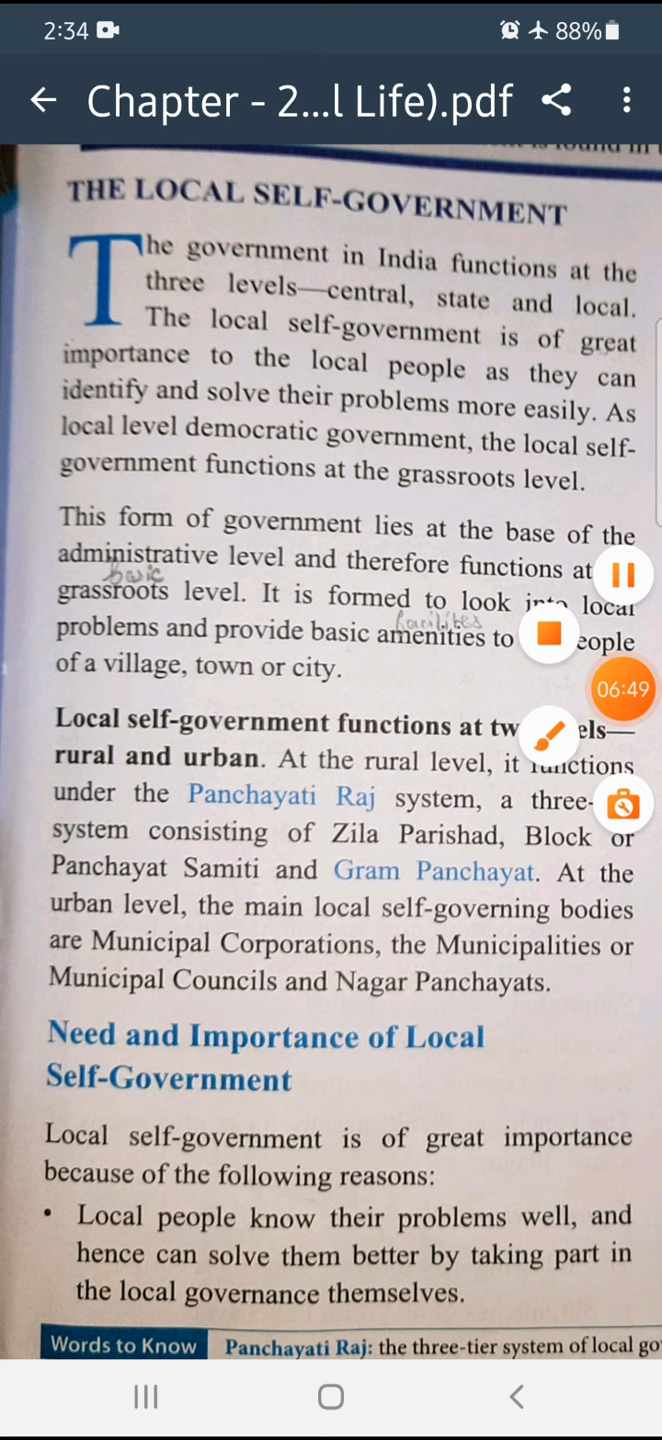 2:34
88%
Chapter - 2...l Life).pdf
THE LOCAL SELF-GOVERNMENT
The government in India functions at the
three levels—central, state and local.
The local self-government is of great
importance to the local people as they can
identify and solve their problems more easily. As
local level democratic government, the local self-
government functions at the grassroots level.
This form of government lies at the base of the
administrative level and therefore functions at
basic
grassroots level. It is formed to look into local
facilites
problems and provide basic amenities to eople
of a village, town or city.
06:49
Local self-government functions at tw els—
rural and urban. At the rural level, it functions
under the Panchayati Raj system, a three-
system consisting of Zila Parishad, Block or
Panchayat Samiti and Gram Panchayat. At the
urban level, the main local self-governing bodies
are Municipal Corporations, the Municipalities or
Municipal Councils and Nagar Panchayats.
Need and Importance of Local
Self-Government
Local self-government is of great importance
because of the following reasons:
• Local people know their problems well, and
hence can solve them better by taking part in
the local governance themselves.
Words to Know Panchayati Raj: the three-tier system of local go